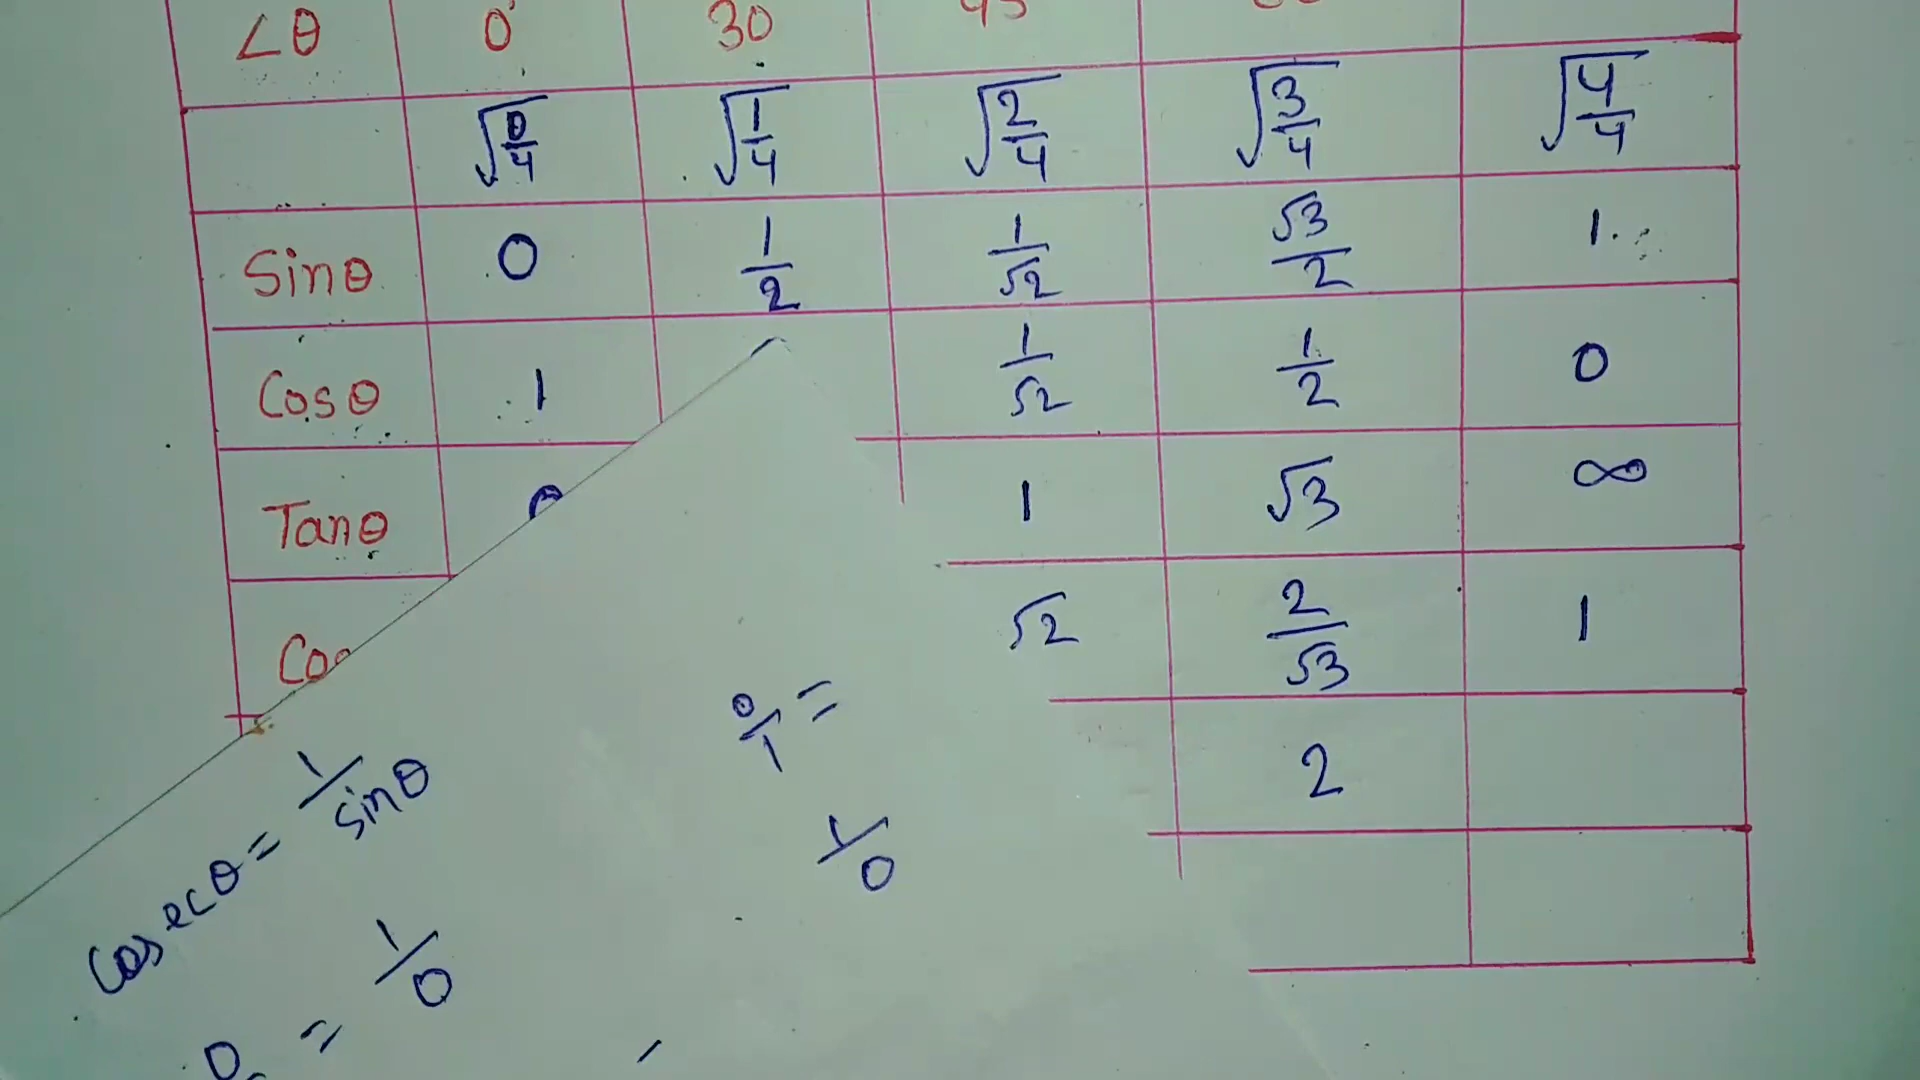 ∠θ 0° 30 45
√0/4 √1/4 √2/4 √3/4 √4/4
Sinθ 0 1/2 1/√2 √3/2 1
Cosθ 1 1/√2 1/2 0
Tanθ 1 √3 ∞
Co √2 2/√3 1
2
0/1 =
1/0
Cosecθ = 1/sinθ
= 1/0